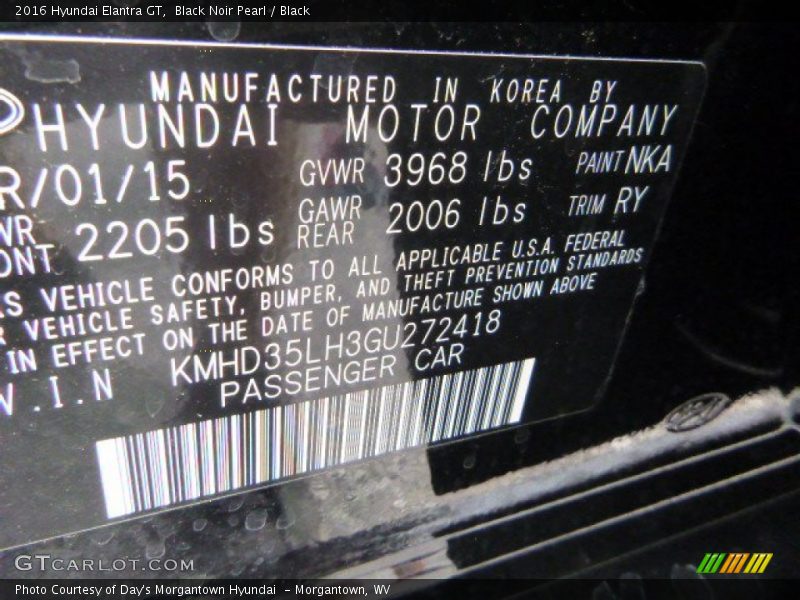 2016 Hyundai Elantra GT, Black Noir Pearl / Black
MANUFACTURED IN KOREA BY
HYUNDAI MOTOR COMPANY
R/01/15 GVWR 3968 lbs PAINT NKA
WR ONT 2205 lbs GAWR REAR 2006 lbs TRIM RY
S VEHICLE CONFORMS TO ALL APPLICABLE U.S.A. FEDERAL
R VEHICLE SAFETY, BUMPER, AND THEFT PREVENTION STANDARDS
IN EFFECT ON THE DATE OF MANUFACTURE SHOWN ABOVE
V.I.N KMHD35LH3GU272418
PASSENGER CAR
GTCARLOT.COM
Photo Courtesy of Day's Morgantown Hyundai - Morgantown, WV